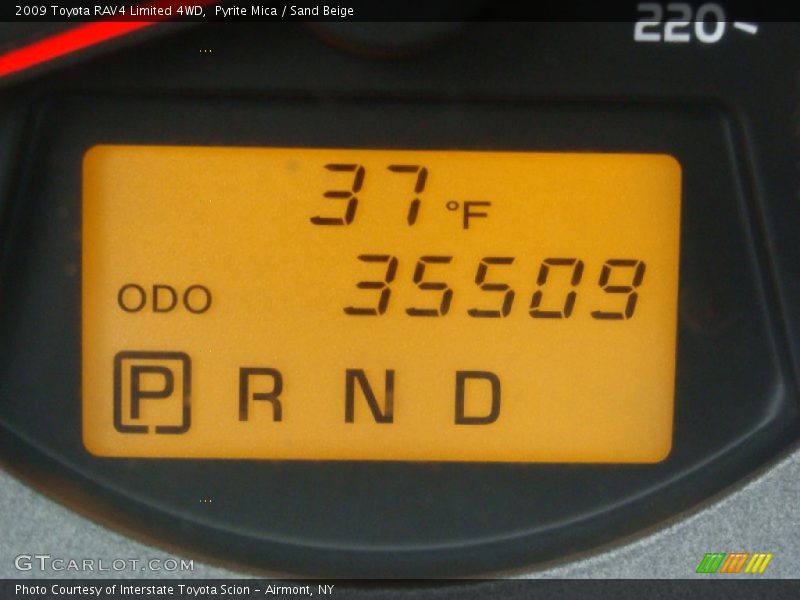 2009 Toyota RAV4 Limited 4WD, Pyrite Mica / Sand Beige
220
37 °F
ODO 35509
P R N D
GTCARLOT.COM
Photo Courtesy of Interstate Toyota Scion - Airmont, NY